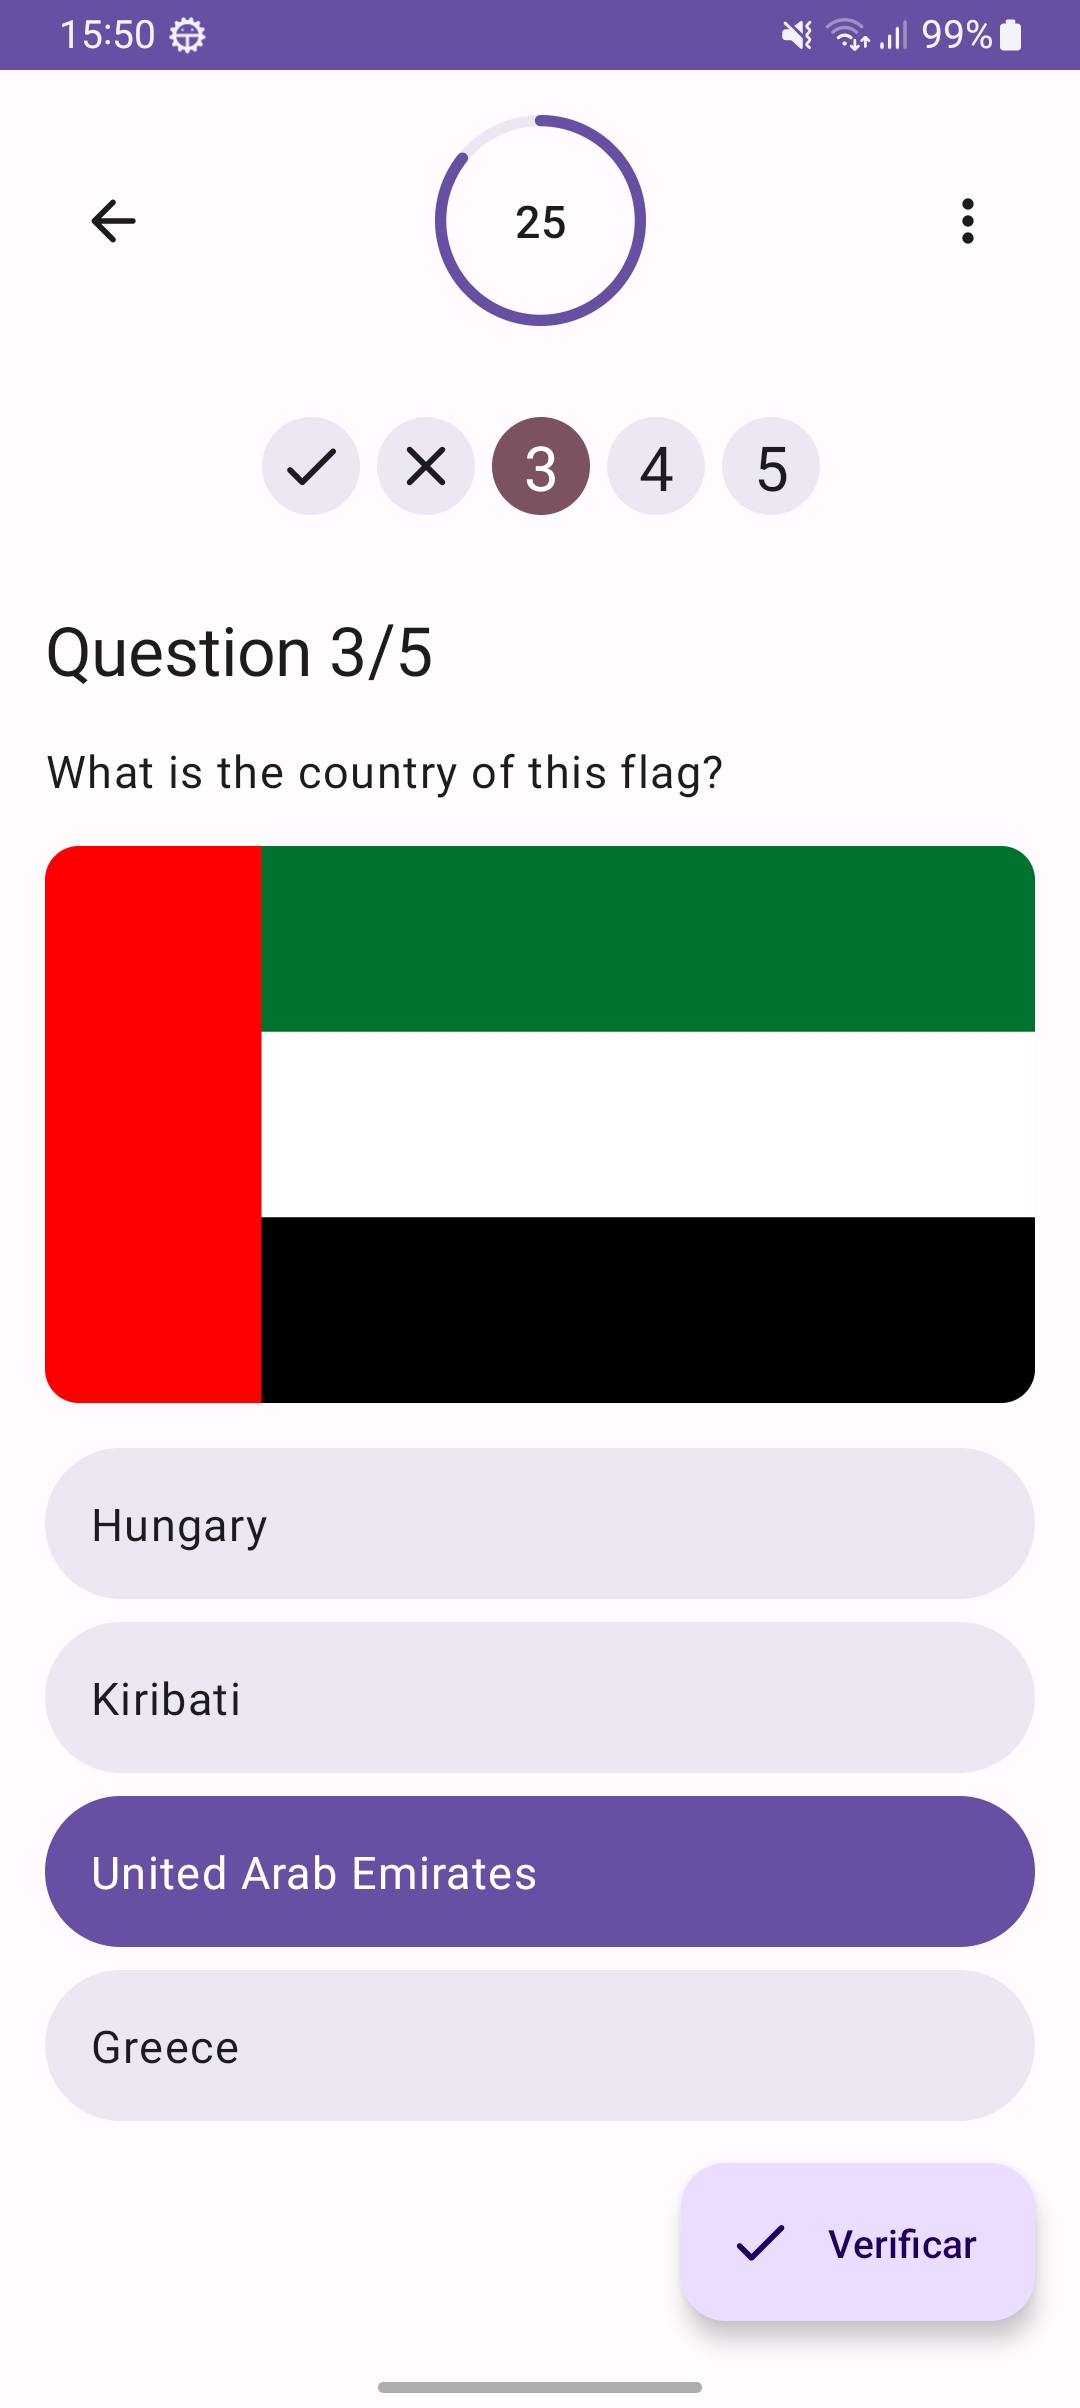 15:50 99%
25
3 4 5
Question 3/5
What is the country of this flag?
Hungary
Kiribati
United Arab Emirates
Greece
Verificar